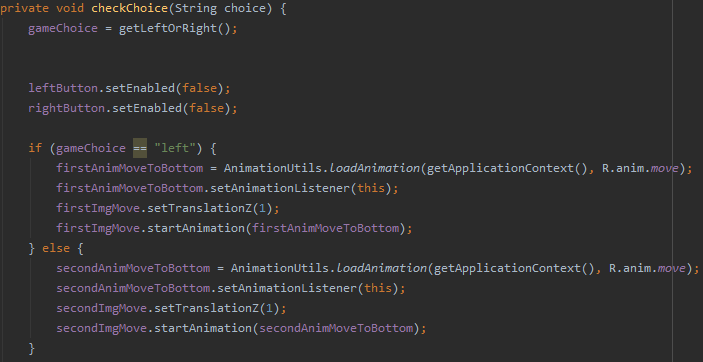 private void checkChoice(String choice) {
    gameChoice = getLeftOrRight();
    leftButton.setEnabled(false);
    rightButton.setEnabled(false);
    if (gameChoice == "left") {
        firstAnimMoveToBottom = AnimationUtils.loadAnimation(getApplicationContext(), R.anim.move);
        firstAnimMoveToBottom.setAnimationListener(this);
        firstImgMove.setTranslationZ(1);
        firstImgMove.startAnimation(firstAnimMoveToBottom);
    } else {
        secondAnimMoveToBottom = AnimationUtils.loadAnimation(getApplicationContext(), R.anim.move);
        secondAnimMoveToBottom.setAnimationListener(this);
        secondImgMove.setTranslationZ(1);
        secondImgMove.startAnimation(secondAnimMoveToBottom);
    }